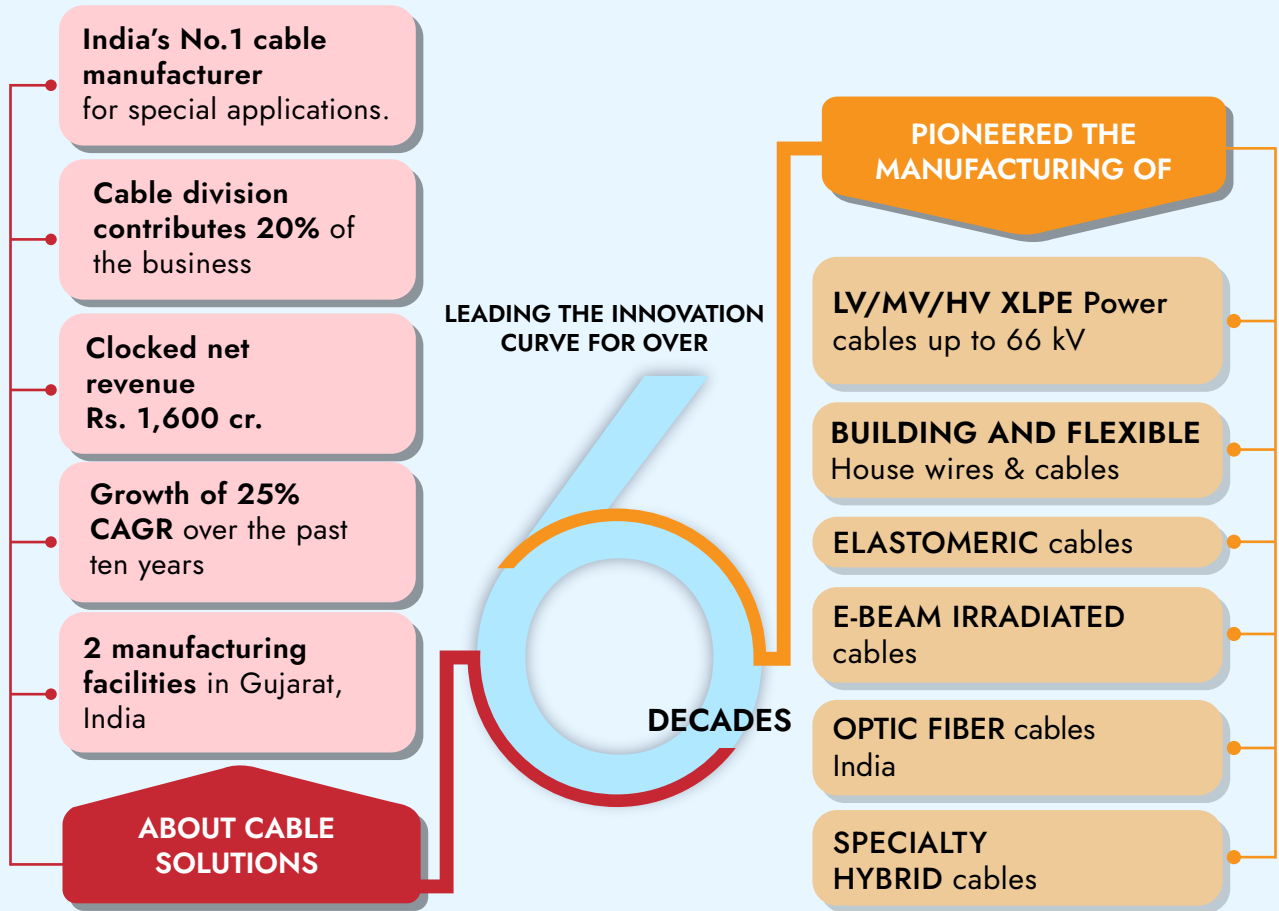 India's No.1 cable
manufacturer
for special applications.
Cable division
contributes 20% of
the business
Clocked net
revenue
Rs. 1,600 cr.
Growth of 25%
CAGR over the past
ten years
2 manufacturing
facilities in Gujarat,
India
ABOUT CABLE
SOLUTIONS
LEADING THE INNOVATION
CURVE FOR OVER
6
DECADES
PIONEERED THE
MANUFACTURING OF
LV/MV/HV XLPE Power
cables up to 66 kV
BUILDING AND FLEXIBLE
House wires & cables
ELASTOMERIC cables
E-BEAM IRRADIATED
cables
OPTIC FIBER cables
India
SPECIALTY
HYBRID cables